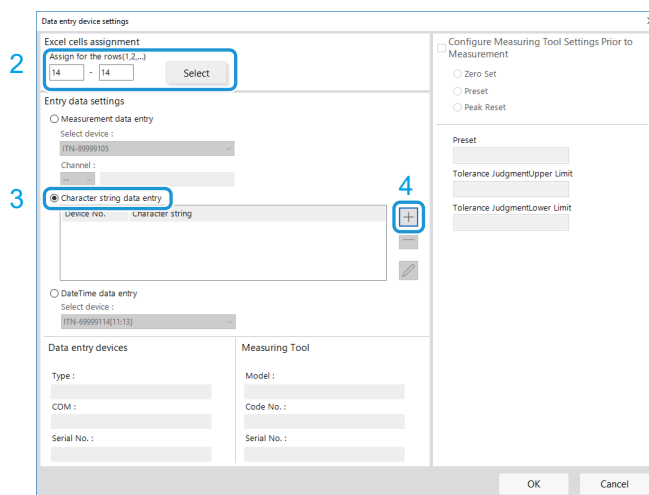 Data entry device settings
Excel cells assignment
2
Assign for the rows(1,2,...)
14 - 14 Select
Entry data settings
Measurement data entry
Select device :
ITN-89999105
Channel :
--
3
Character string data entry
4
Device No. Character string
+
DateTime data entry
Select device :
ITN-69999114[11:13]
Data entry devices
Type :
COM :
Serial No. :
Measuring Tool
Model :
Code No. :
Serial No. :
Configure Measuring Tool Settings Prior to
Measurement
Zero Set
Preset
Peak Reset
Preset
Tolerance JudgmentUpper Limit
Tolerance JudgmentLower Limit
OK Cancel